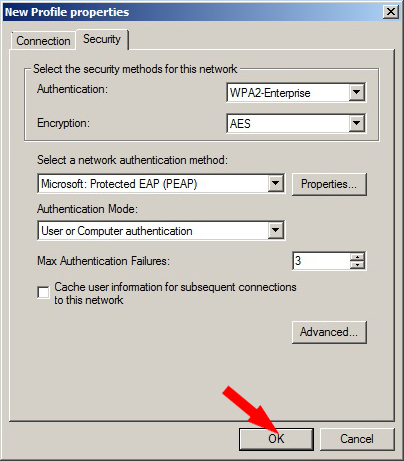 New Profile properties
Connection
Security
Select the security methods for this network
Authentication:
WPA2-Enterprise
Encryption:
AES
Select a network authentication method:
Microsoft: Protected EAP (PEAP)
Properties...
Authentication Mode:
User or Computer authentication
Max Authentication Failures:
3
Cache user information for subsequent connections
to this network
Advanced...
OK
Cancel